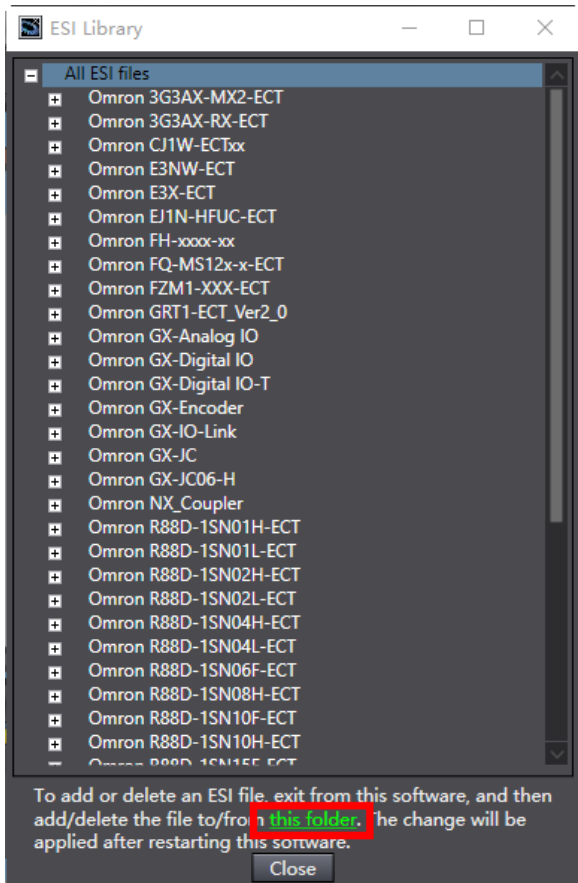 ESI Library
All ESI files
Omron 3G3AX-MX2-ECT
Omron 3G3AX-RX-ECT
Omron CJ1W-ECTxx
Omron E3NW-ECT
Omron E3X-ECT
Omron EJ1N-HFUC-ECT
Omron FH-xxxx-xx
Omron FQ-MS12x-x-ECT
Omron FZM1-XXX-ECT
Omron GRT1-ECT_Ver2_0
Omron GX-Analog IO
Omron GX-Digital IO
Omron GX-Digital IO-T
Omron GX-Encoder
Omron GX-IO-Link
Omron GX-JC
Omron GX-JC06-H
Omron NX_Coupler
Omron R88D-1SN01H-ECT
Omron R88D-1SN01L-ECT
Omron R88D-1SN02H-ECT
Omron R88D-1SN02L-ECT
Omron R88D-1SN04H-ECT
Omron R88D-1SN04L-ECT
Omron R88D-1SN06F-ECT
Omron R88D-1SN08H-ECT
Omron R88D-1SN10F-ECT
Omron R88D-1SN10H-ECT
Omron R88D-1SN15F-ECT
To add or delete an ESI file, exit from this software, and then
add/delete the file to/from this folder. The change will be
applied after restarting this software.
Close